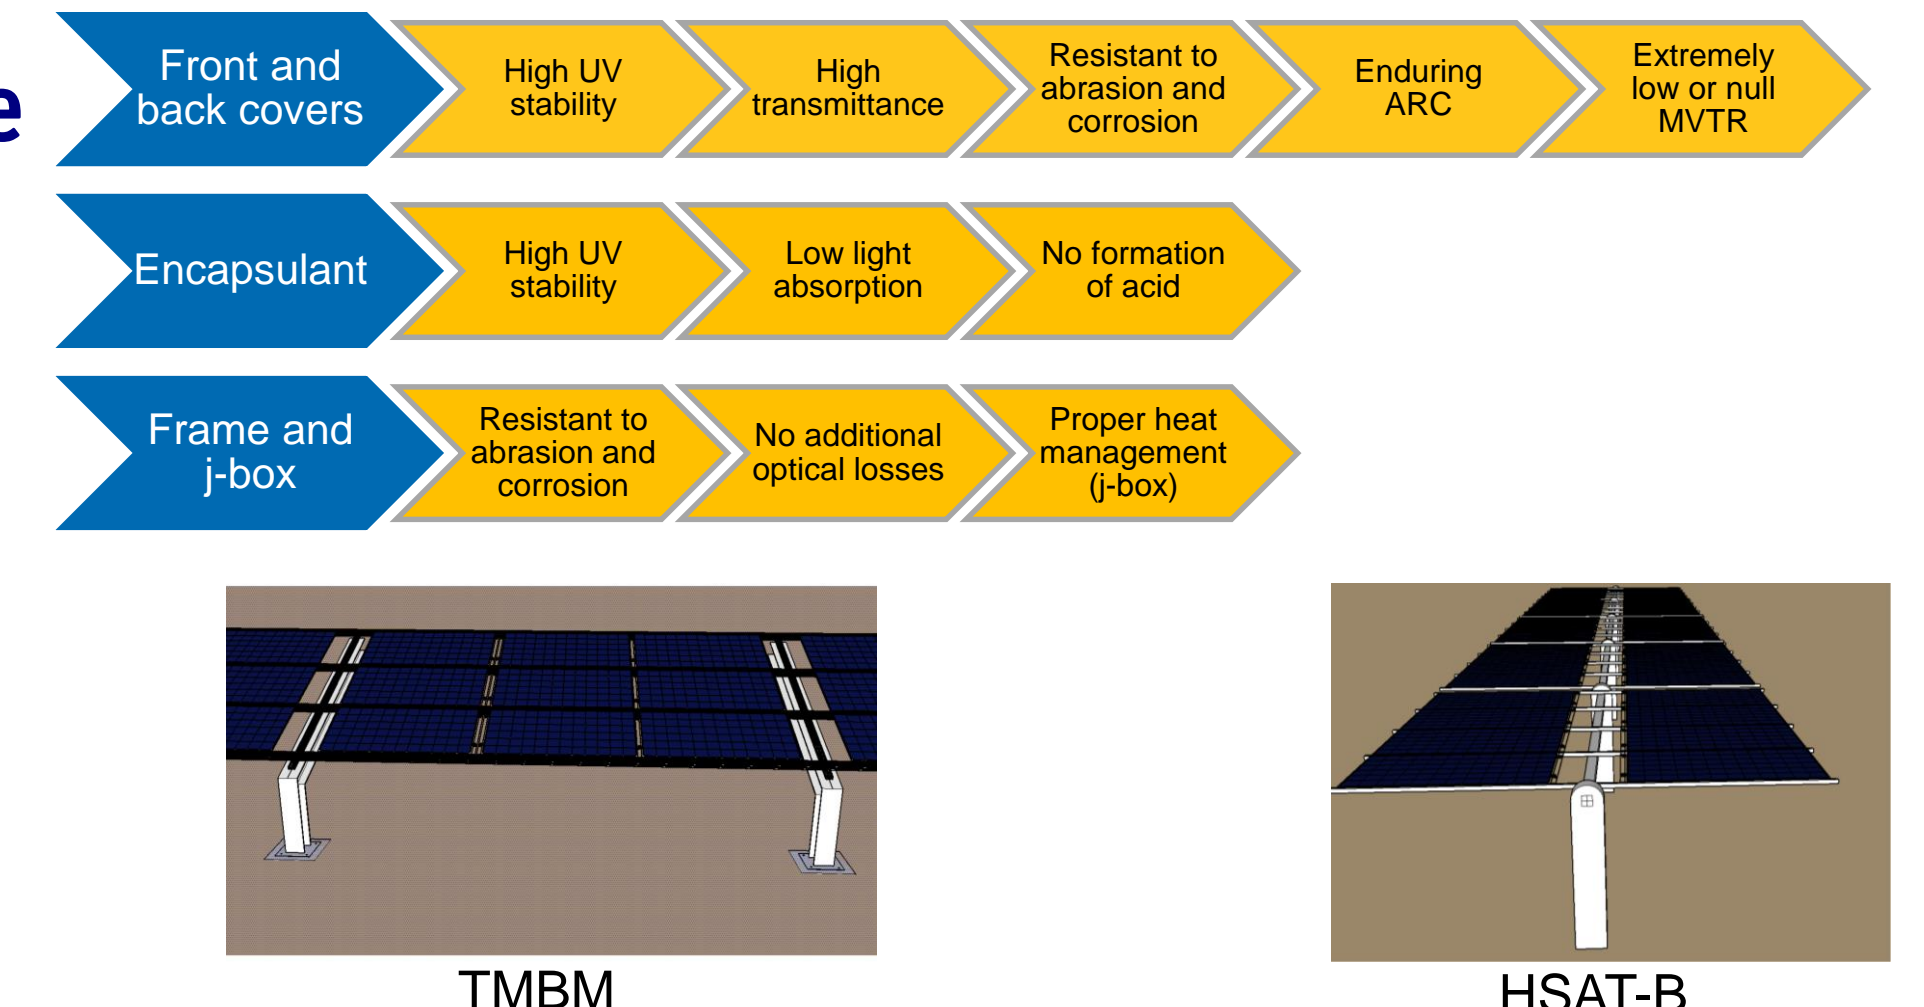 e
Front and
back covers
High UV
stability
High
transmittance
Resistant to
abrasion and
corrosion
Enduring
ARC
Extremely
low or null
MVTR
Encapsulant
High UV
stability
Low light
absorption
No formation
of acid
Frame and
j-box
Resistant to
abrasion and
corrosion
No additional
optical losses
Proper heat
management
(j-box)
TMBM
HSAT-B